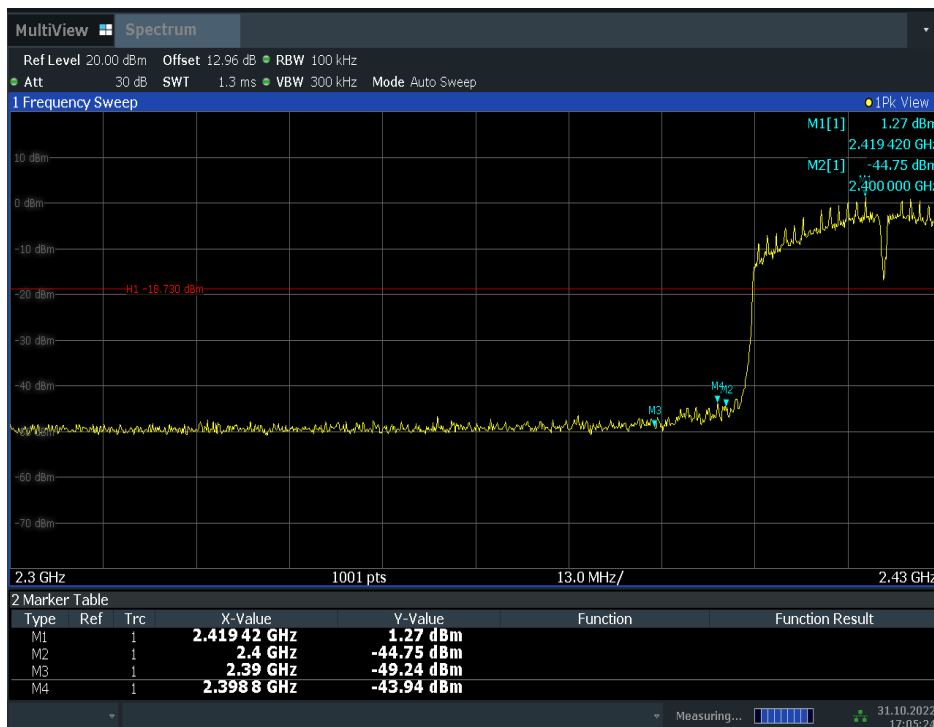 MultiView Spectrum
Ref Level 20.00 dBm Offset 12.96 dB RBW 100 kHz
Att 30 dB SWT 1.3 ms VBW 300 kHz Mode Auto Sweep
1 Frequency Sweep 1Pk View
M1[1] 1.27 dBm
2.419 420 GHz
M2[1] -44.75 dBm
2.400 000 GHz
10 dBm
0 dBm
-10 dBm
H1 -18.730 dBm
-20 dBm
-30 dBm
-40 dBm
M4 M2
M3
-60 dBm
-70 dBm
2.3 GHz 1001 pts 13.0 MHz/ 2.43 GHz
2 Marker Table
Type Ref Trc X-Value Y-Value Function Function Result
M1 1 2.419 42 GHz 1.27 dBm
M2 1 2.4 GHz -44.75 dBm
M3 1 2.39 GHz -49.24 dBm
M4 1 2.398 8 GHz -43.94 dBm
Measuring... 31.10.2022
17:05:24